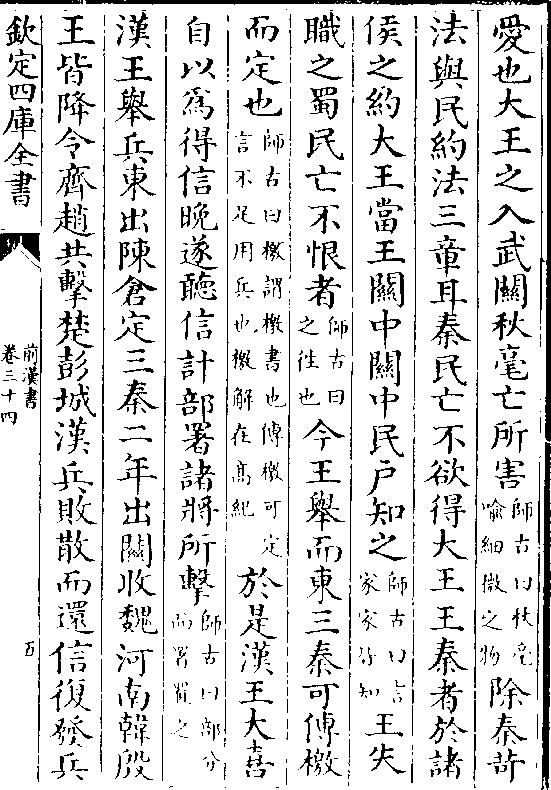 愛也大王之入武關秋毫亡所害師古曰秋毫喻細微之物除秦苛
法與民約法三章耳秦民亡不欲得大王王秦者於諸
侯之約大王當王關中關中民戶知之師古曰言家家皆知王失
職之蜀民亡不恨者師古曰之往也今王舉而東三秦可傳檄
而定也師古曰檄謂檄書也傳檄可定言不足用兵也檄解在高紀於是漢王大喜
自以為得信晚遂聽信計部署諸將所擊師古曰部分而署置之
漢王舉兵東出陳倉定三秦二年出關收魏河南韓殷
王皆降令齊趙共擊楚彭城漢兵敗散而還信復發兵
欽定四庫全書
前漢書
卷三十四
五